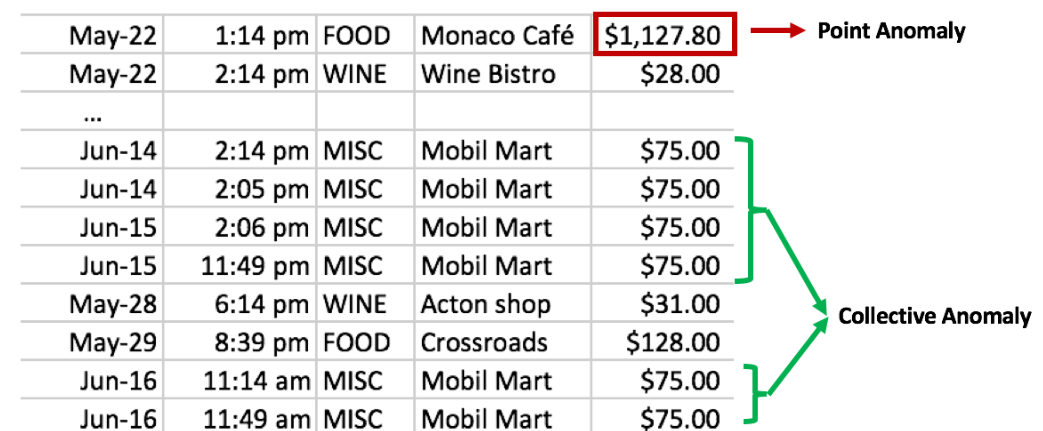 May-22 1:14 pm FOOD Monaco Café $1,127.80 Point Anomaly
May-22 2:14 pm WINE Wine Bistro $28.00
...
Jun-14 2:14 pm MISC Mobil Mart $75.00
Jun-14 2:05 pm MISC Mobil Mart $75.00
Jun-15 2:06 pm MISC Mobil Mart $75.00
Jun-15 11:49 pm MISC Mobil Mart $75.00
May-28 6:14 pm WINE Acton shop $31.00
Collective Anomaly
May-29 8:39 pm FOOD Crossroads $128.00
Jun-16 11:14 am MISC Mobil Mart $75.00
Jun-16 11:49 am MISC Mobil Mart $75.00